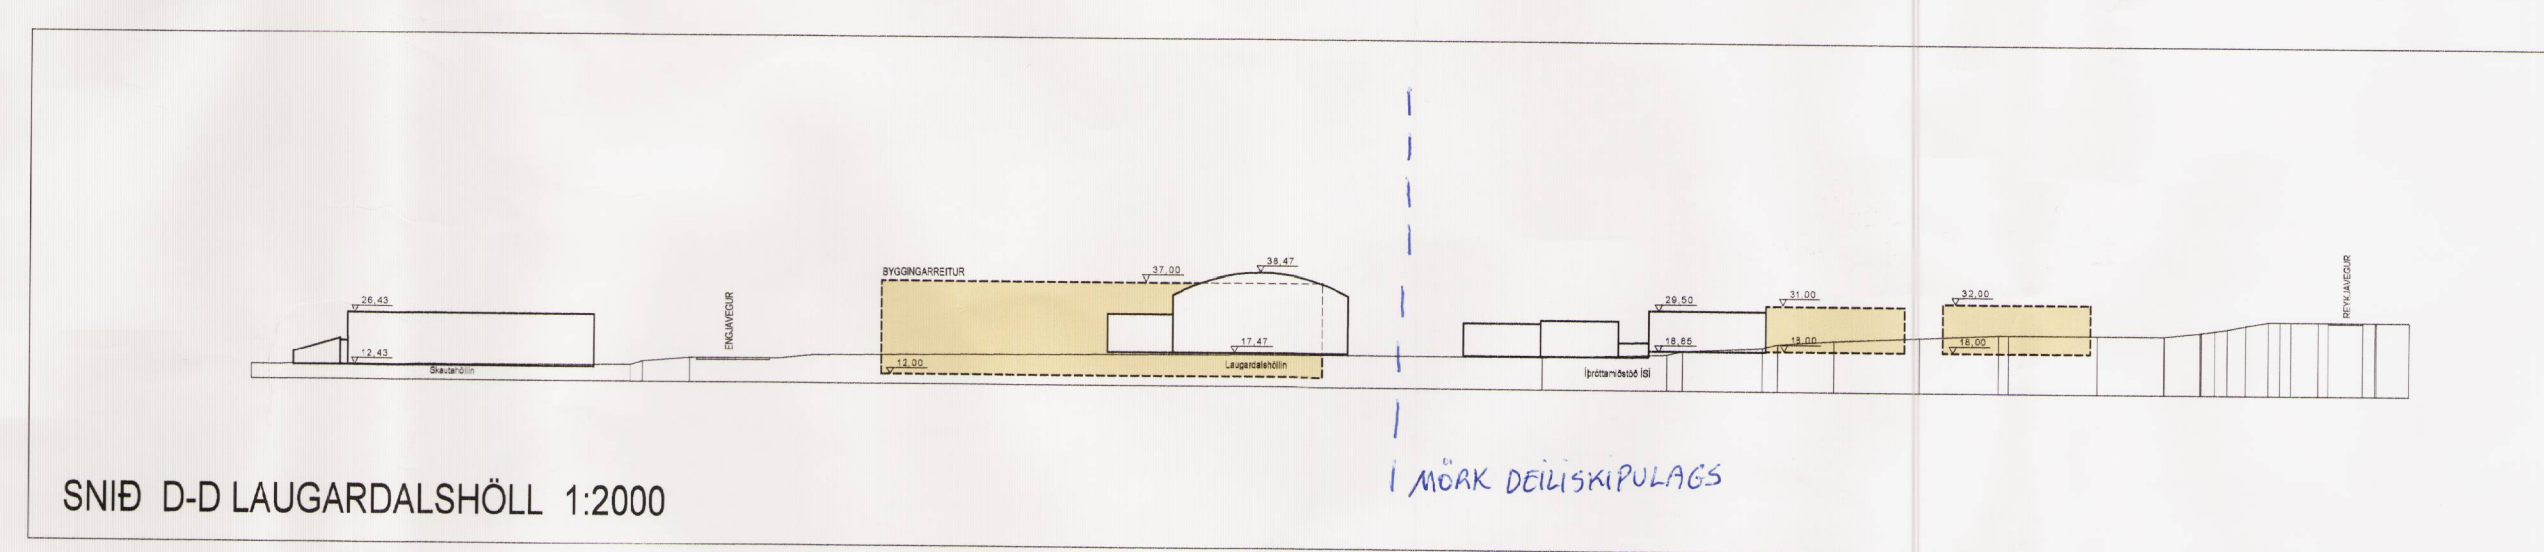 BYGGINGARREITUR
37,00
38,47
26,43
ENGJAVEGUR
29,50
31,00
32,00
REYKJAVEGUR
12,43
Skautahöllin
12,00
17,47
Laugardalshöllin
18,85
18,00
18,00
Íþróttamiðstöð ÍSÍ
SNIÐ D-D LAUGARDALSHÖLL 1:2000
MÖRK DEILISKIPULAGS